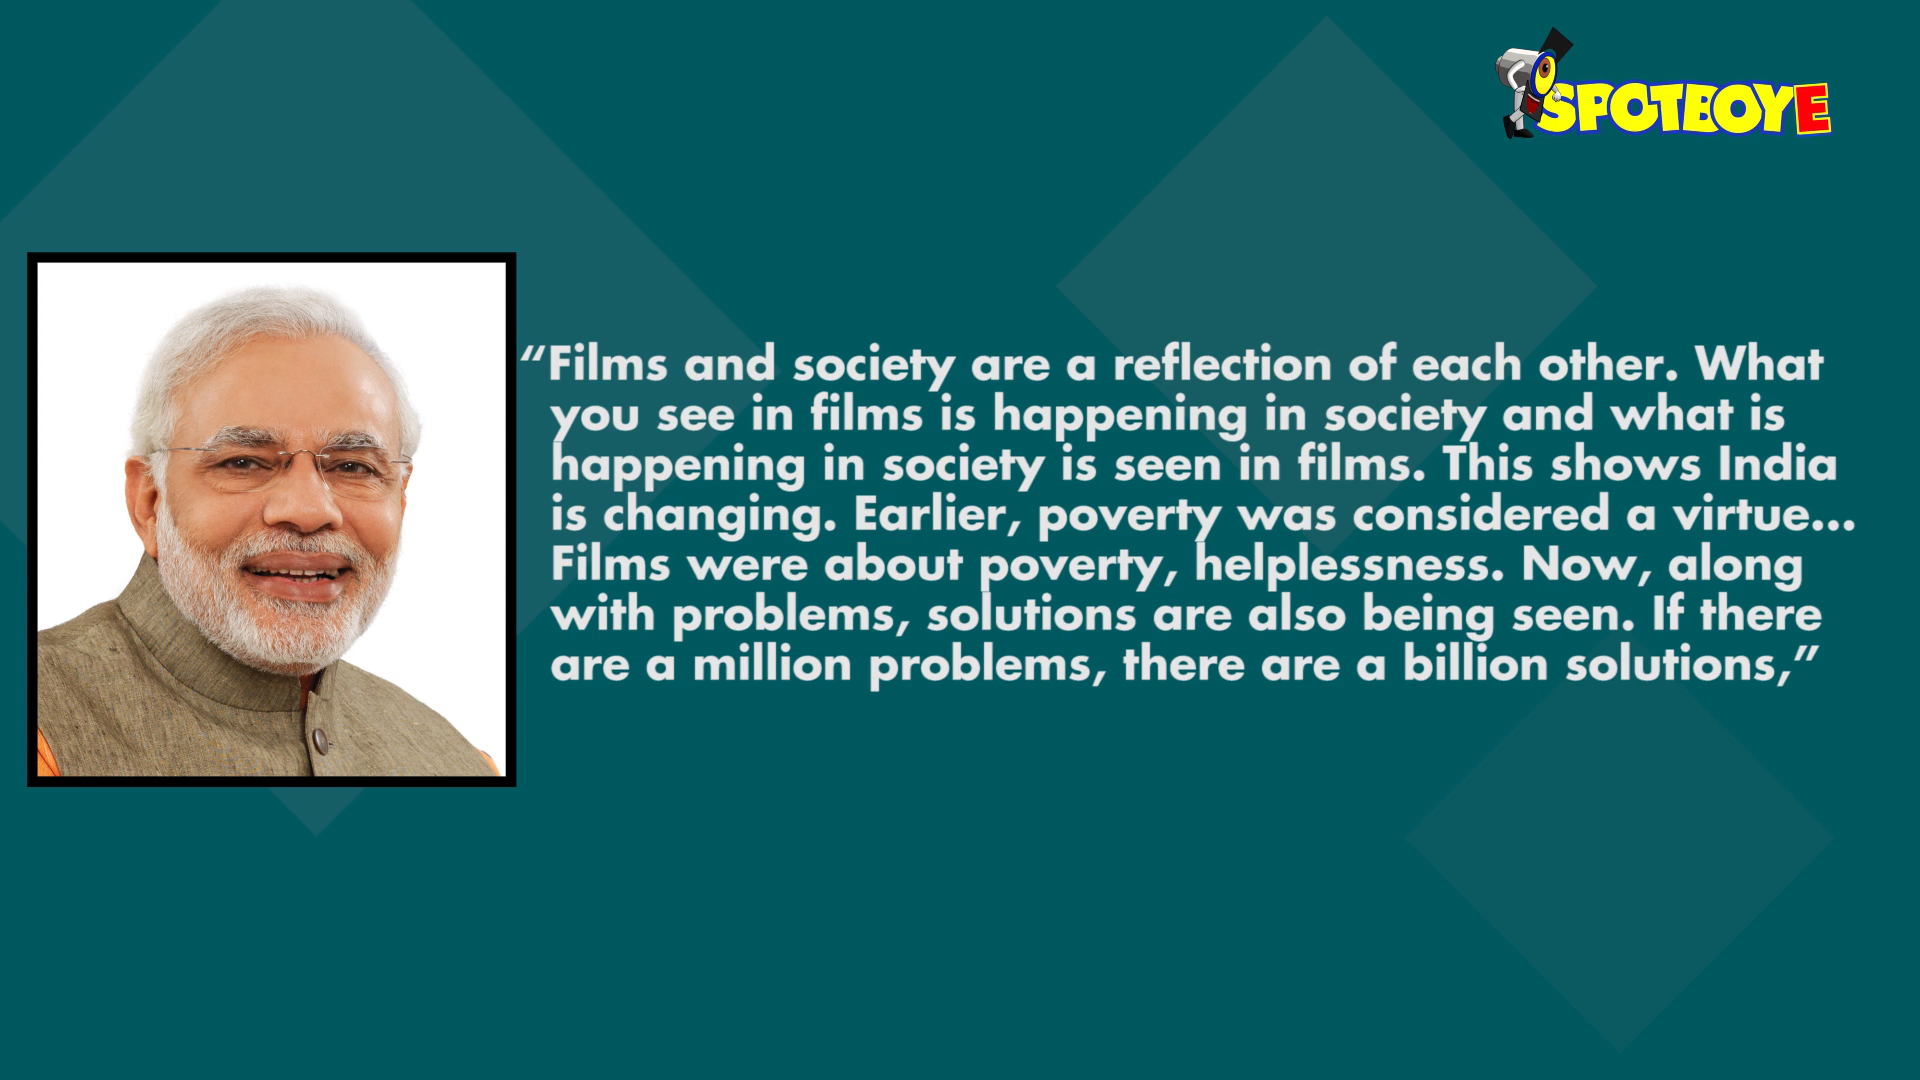 SPOTBOYE
“Films and society are a reflection of each other. What
you see in films is happening in society and what is
happening in society is seen in films. This shows India
is changing. Earlier, poverty was considered a virtue...
Films were about poverty, helplessness. Now, along
with problems, solutions are also being seen. If there
are a million problems, there are a billion solutions,”